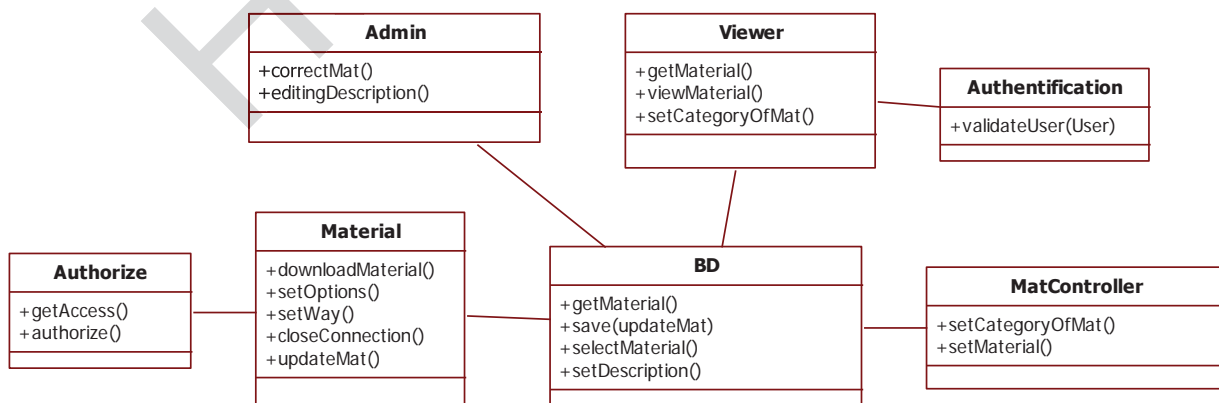 Admin
+correctMat()
+editingDescription()
Viewer
+getMaterial()
+viewMaterial()
+setCategoryOfMat()
Authentification
+validateUser(User)
Authorize
+getAccess()
+authorize()
Material
+downloadMaterial()
+setOptions()
+setWay()
+closeConnection()
+updateMat()
BD
+getMaterial()
+save(updateMat)
+selectMaterial()
+setDescription()
MatController
+setCategoryOfMat()
+setMaterial()